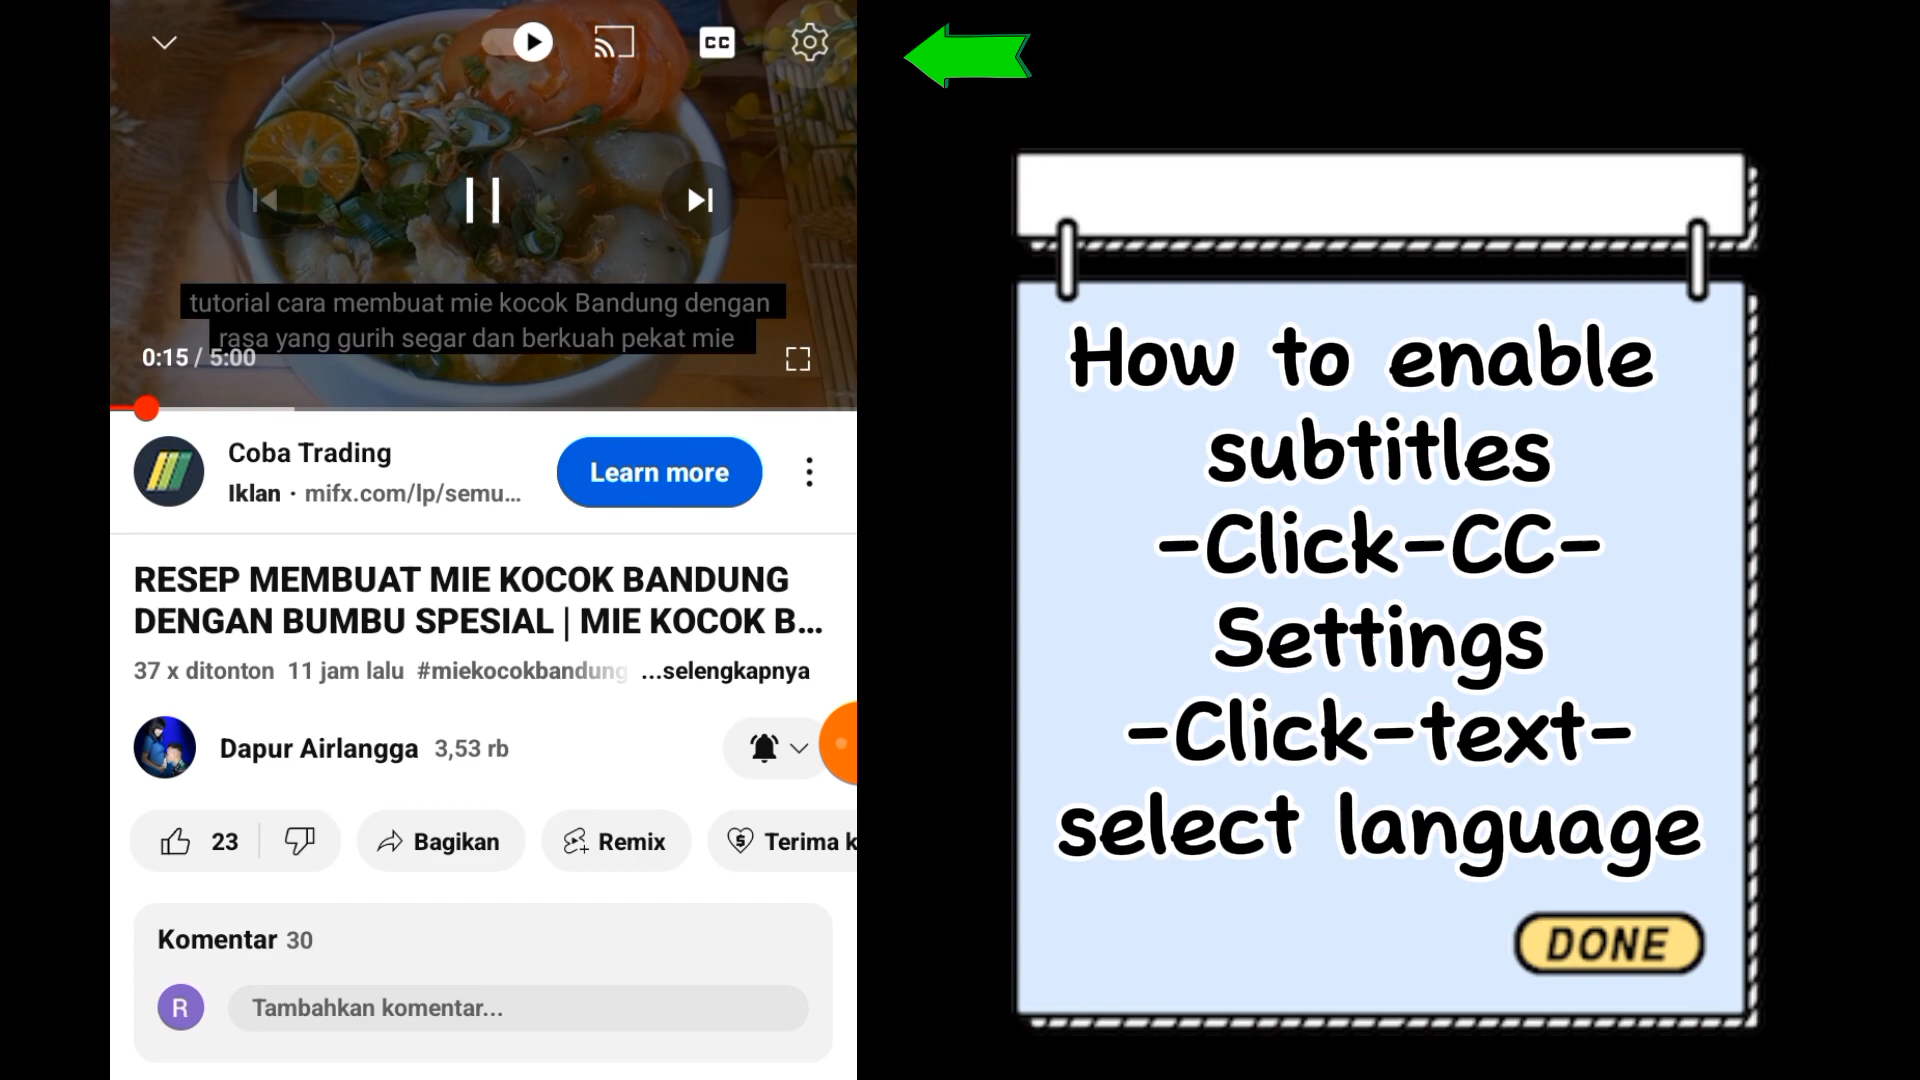 CC
tutorial cara membuat mie kocok Bandung dengan
rasa yang gurih segar dan berkuah pekat mie
0:15 / 5:00
Coba Trading
Iklan · mifx.com/lp/semu...
Learn more
RESEP MEMBUAT MIE KOCOK BANDUNG
DENGAN BUMBU SPESIAL | MIE KOCOK B...
37 x ditonton 11 jam lalu #miekocokbandung ...selengkapnya
Dapur Airlangga 3,53 rb
23
Bagikan
Remix
Terima k
Komentar 30
R
Tambahkan komentar...
How to enable
subtitles
-Click-CC-
Settings
-Click-text-
select language
DONE